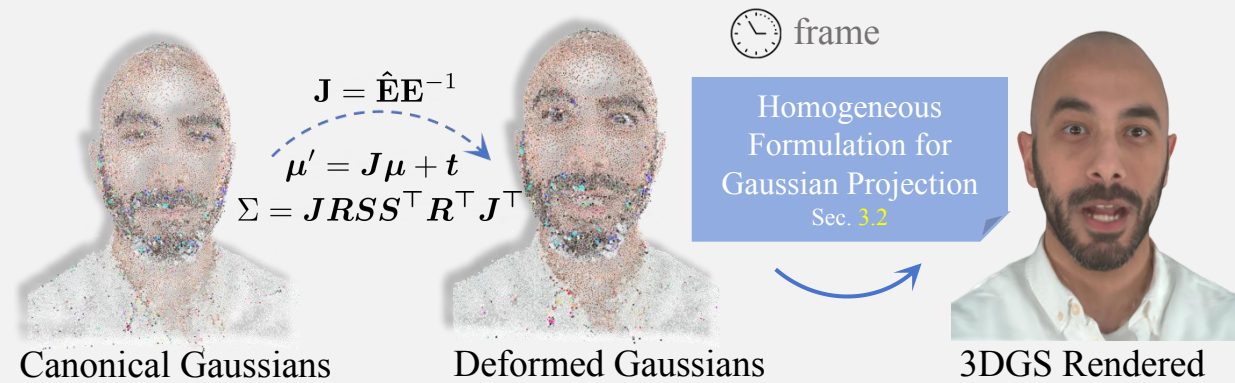 frame
J = ÊE⁻¹
μ′ = Jμ + t
Σ = JRSS⊤R⊤J⊤
Homogeneous
Formulation for
Gaussian Projection
Sec. 3.2
Canonical Gaussians
Deformed Gaussians
3DGS Rendered